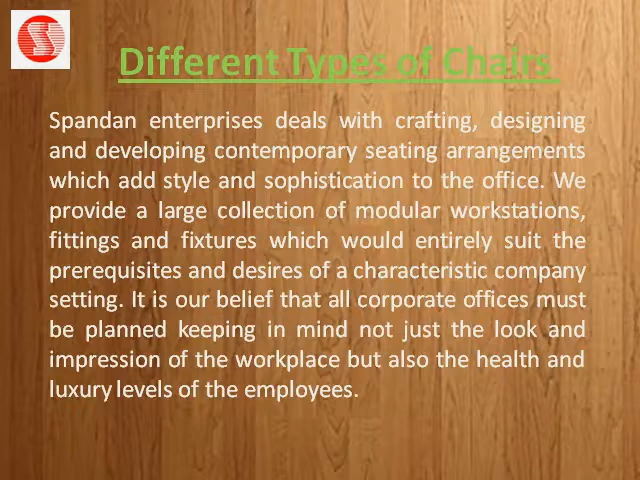 Different Types of Chairs
Spandan enterprises deals with crafting, designing
and developing contemporary seating arrangements
which add style and sophistication to the office. We
provide a large collection of modular workstations,
fittings and fixtures which would entirely suit the
prerequisites and desires of a characteristic company
setting. It is our belief that all corporate offices must
be planned keeping in mind not just the look and
impression of the workplace but also the health and
luxury levels of the employees.